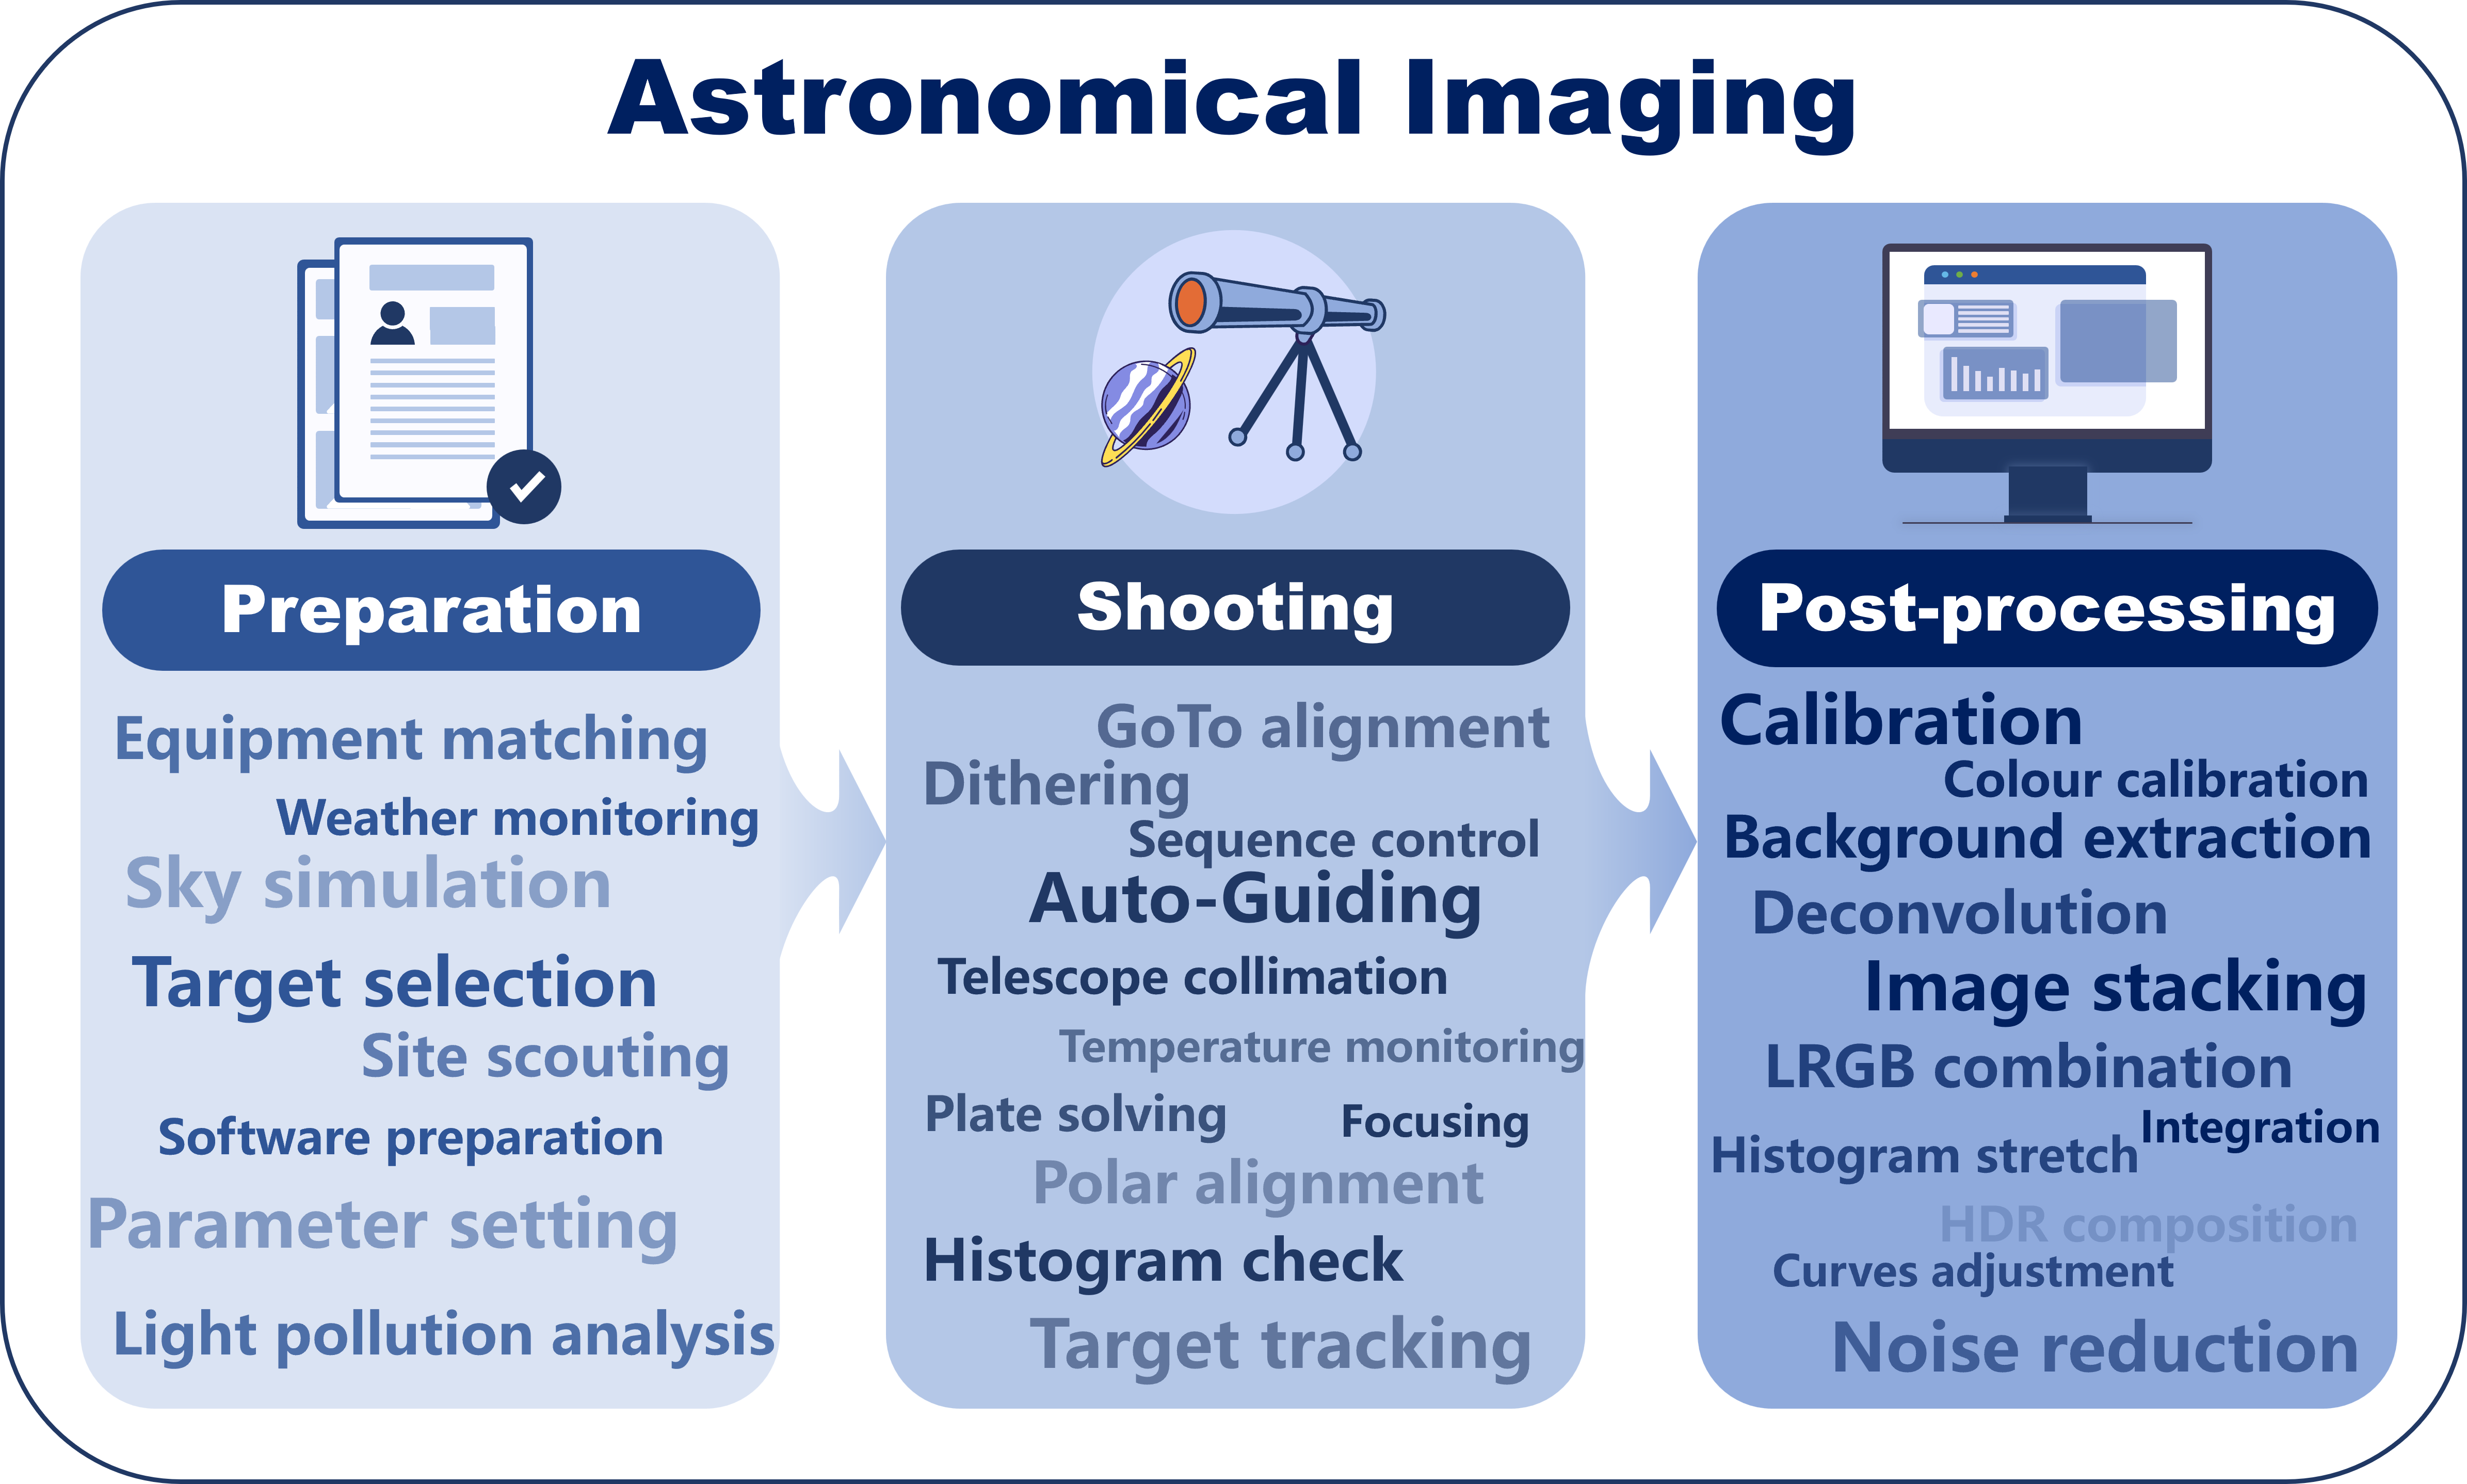 Astronomical Imaging
Preparation
Equipment matching
Weather monitoring
Sky simulation
Target selection
Site scouting
Software preparation
Parameter setting
Light pollution analysis
Shooting
GoTo alignment
Dithering
Sequence control
Auto-Guiding
Telescope collimation
Temperature monitoring
Plate solving
Focusing
Polar alignment
Histogram check
Target tracking
Post-processing
Calibration
Colour calibration
Background extraction
Deconvolution
Image stacking
LRGB combination
Integration
Histogram stretch
HDR composition
Curves adjustment
Noise reduction